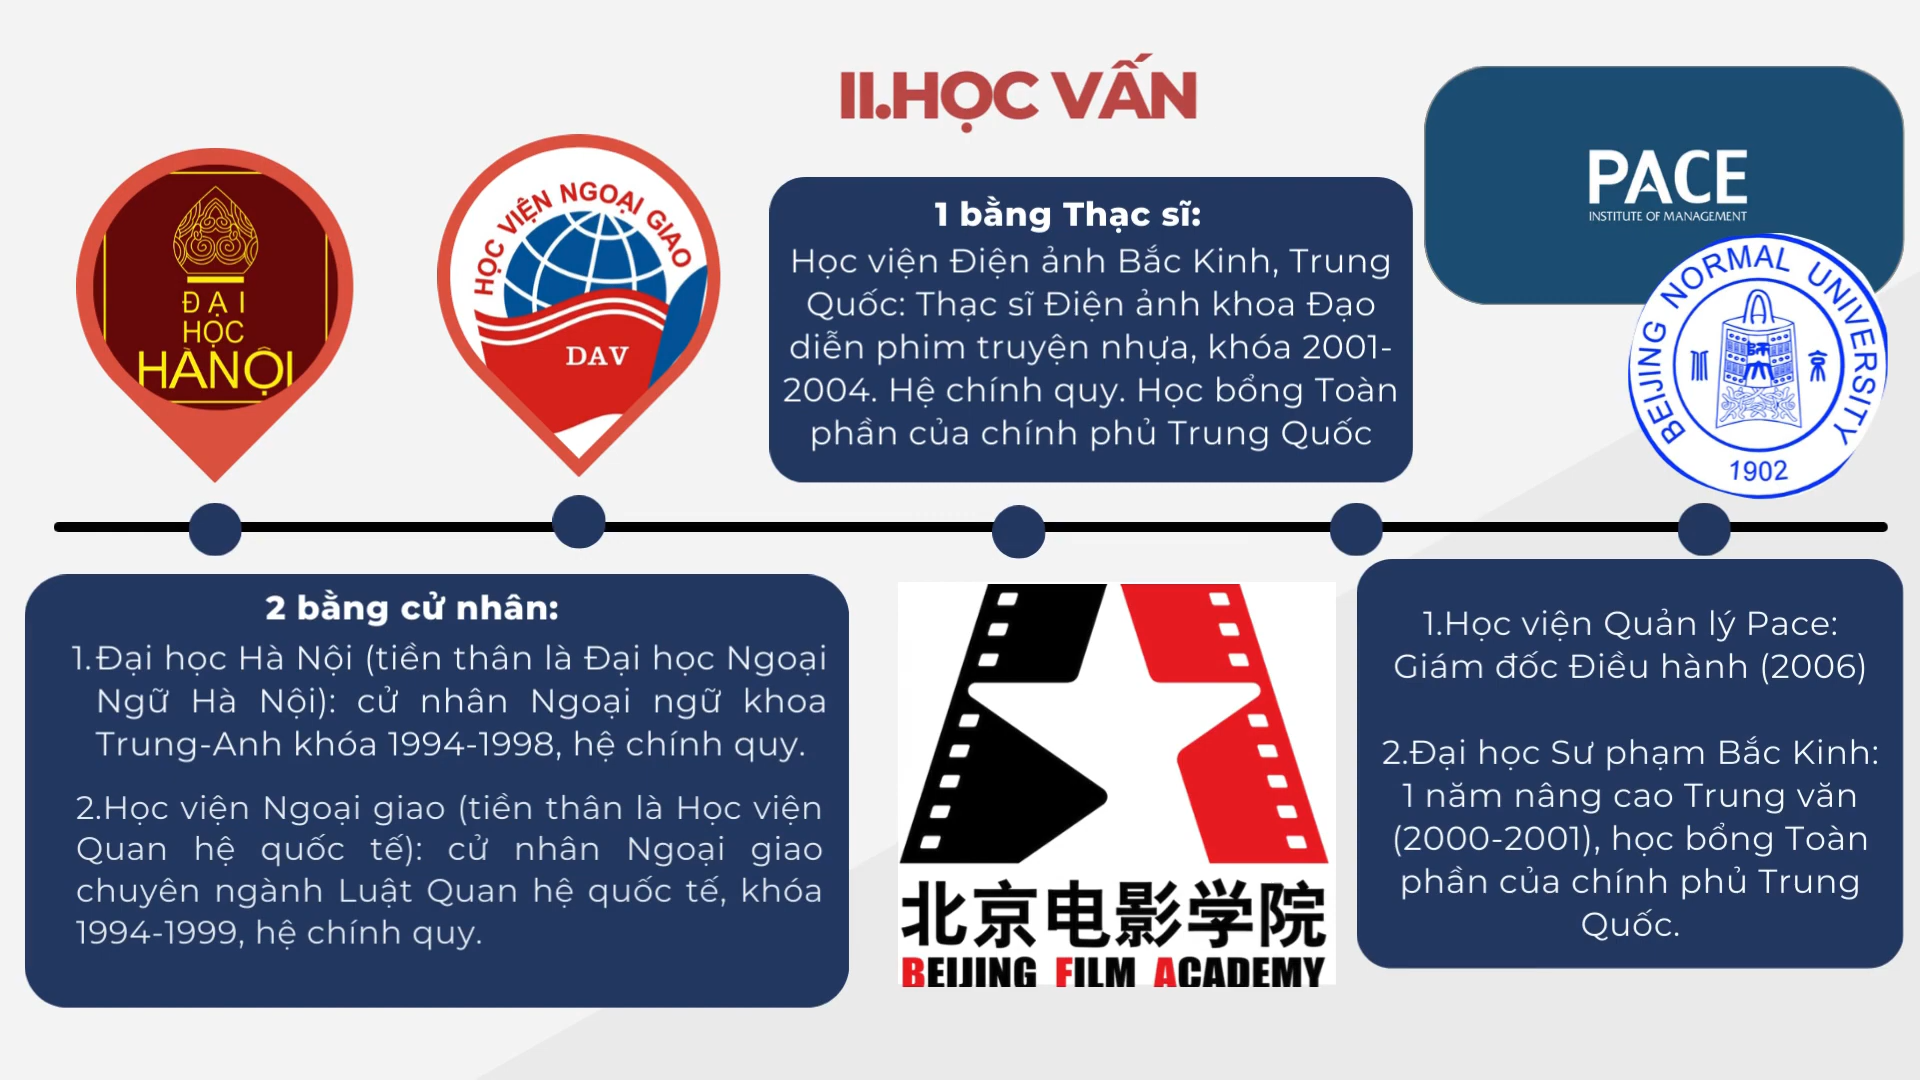 II.HỌC VẤN
ĐẠI
HỌC
HÀNỘI
HỌC VIỆN NGOẠI GIAO
DAV
1 bằng Thạc sĩ:
Học viện Điện ảnh Bắc Kinh, Trung
Quốc: Thạc sĩ Điện ảnh khoa Đạo
diễn phim truyện nhựa, khóa 2001-
2004. Hệ chính quy. Học bổng Toàn
phần của chính phủ Trung Quốc
PACE
INSTITUTE OF MANAGEMENT
BEIJING NORMAL UNIVERSITY
1902
2 bằng cử nhân:
1.Đại học Hà Nội (tiền thân là Đại học Ngoại
Ngữ Hà Nội): cử nhân Ngoại ngữ khoa
Trung-Anh khóa 1994-1998, hệ chính quy.
2.Học viện Ngoại giao (tiền thân là Học viện
Quan hệ quốc tế): cử nhân Ngoại giao
chuyên ngành Luật Quan hệ quốc tế, khóa
1994-1999, hệ chính quy.
北京电影学院
BEIJING FILM ACADEMY
1.Học viện Quản lý Pace:
Giám đốc Điều hành (2006)
2.Đại học Sư phạm Bắc Kinh:
1 năm nâng cao Trung văn
(2000-2001), học bổng Toàn
phần của chính phủ Trung
Quốc.